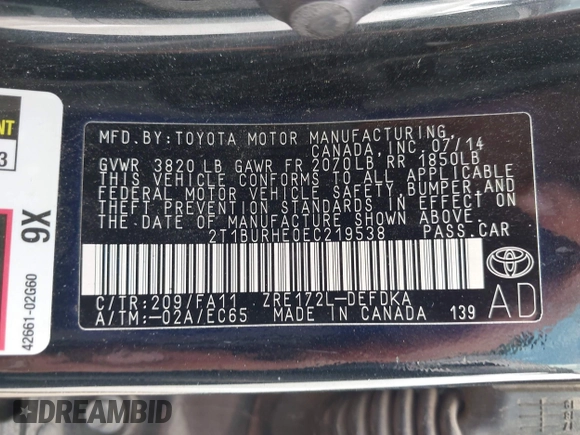 MFD.BY:TOYOTA MOTOR MANUFACTURING,
CANADA, INC. 07/14
GVWR 3820 LB GAWR FR 2070LB, RR 1850LB
THIS VEHICLE CONFORMS TO ALL APPLICABLE
FEDERAL MOTOR VEHICLE SAFETY, BUMPER, AND
THEFT PREVENTION STANDARDS IN EFFECT ON
THE DATE OF MANUFACTURE SHOWN ABOVE.
2T1BURHE0EC219538 PASS.CAR
C/TR:209/FA11 ZRE172L-DEFDKA
A/TM:-02A/EC65 MADE IN CANADA 139
AD
NT
3
9X
42661-02G60
DREAMBID